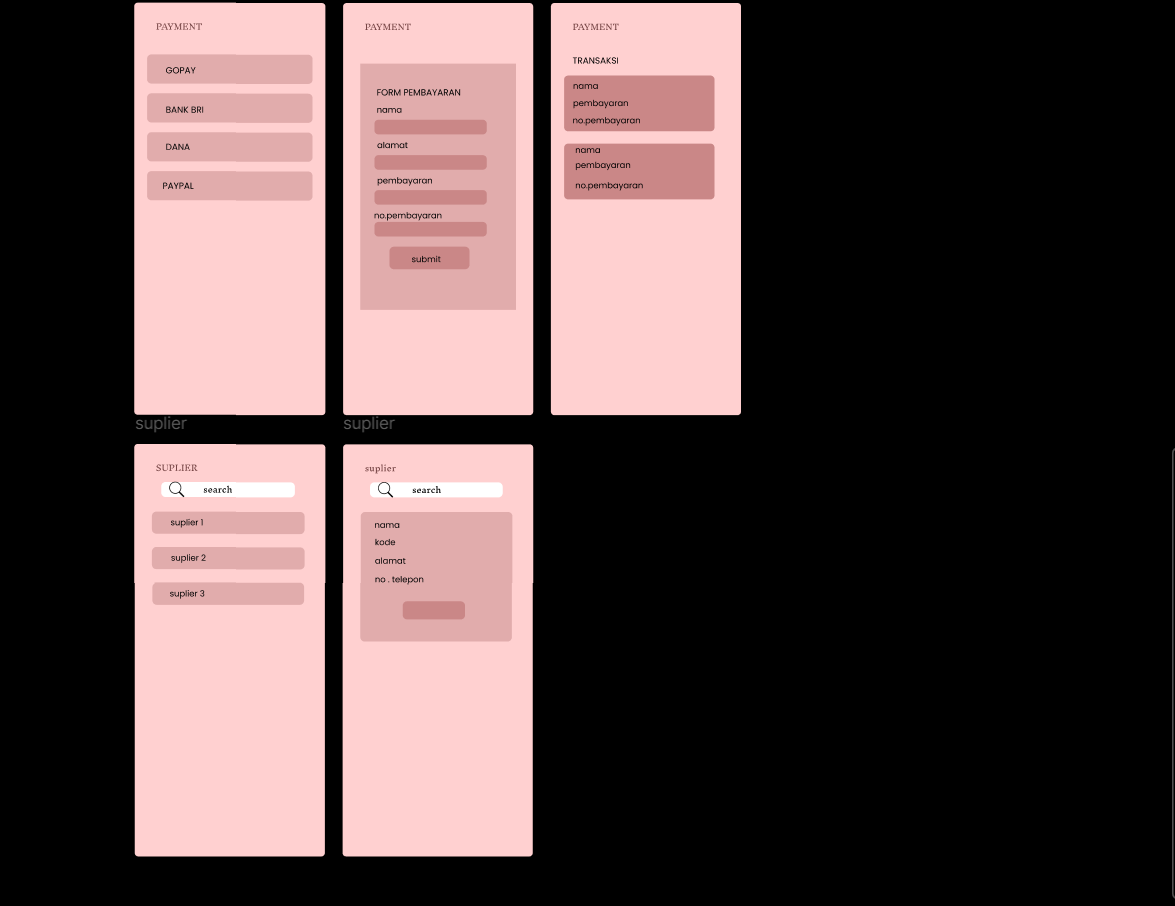 PAYMENT
GOPAY
BANK BRI
DANA
PAYPAL
PAYMENT
FORM PEMBAYARAN
nama
alamat
pembayaran
no.pembayaran
submit
PAYMENT
TRANSAKSI
nama
pembayaran
no.pembayaran
nama
pembayaran
no.pembayaran
suplier
SUPLIER
search
suplier 1
suplier 2
suplier 3
suplier
suplier
search
nama
kode
alamat
no . telepon